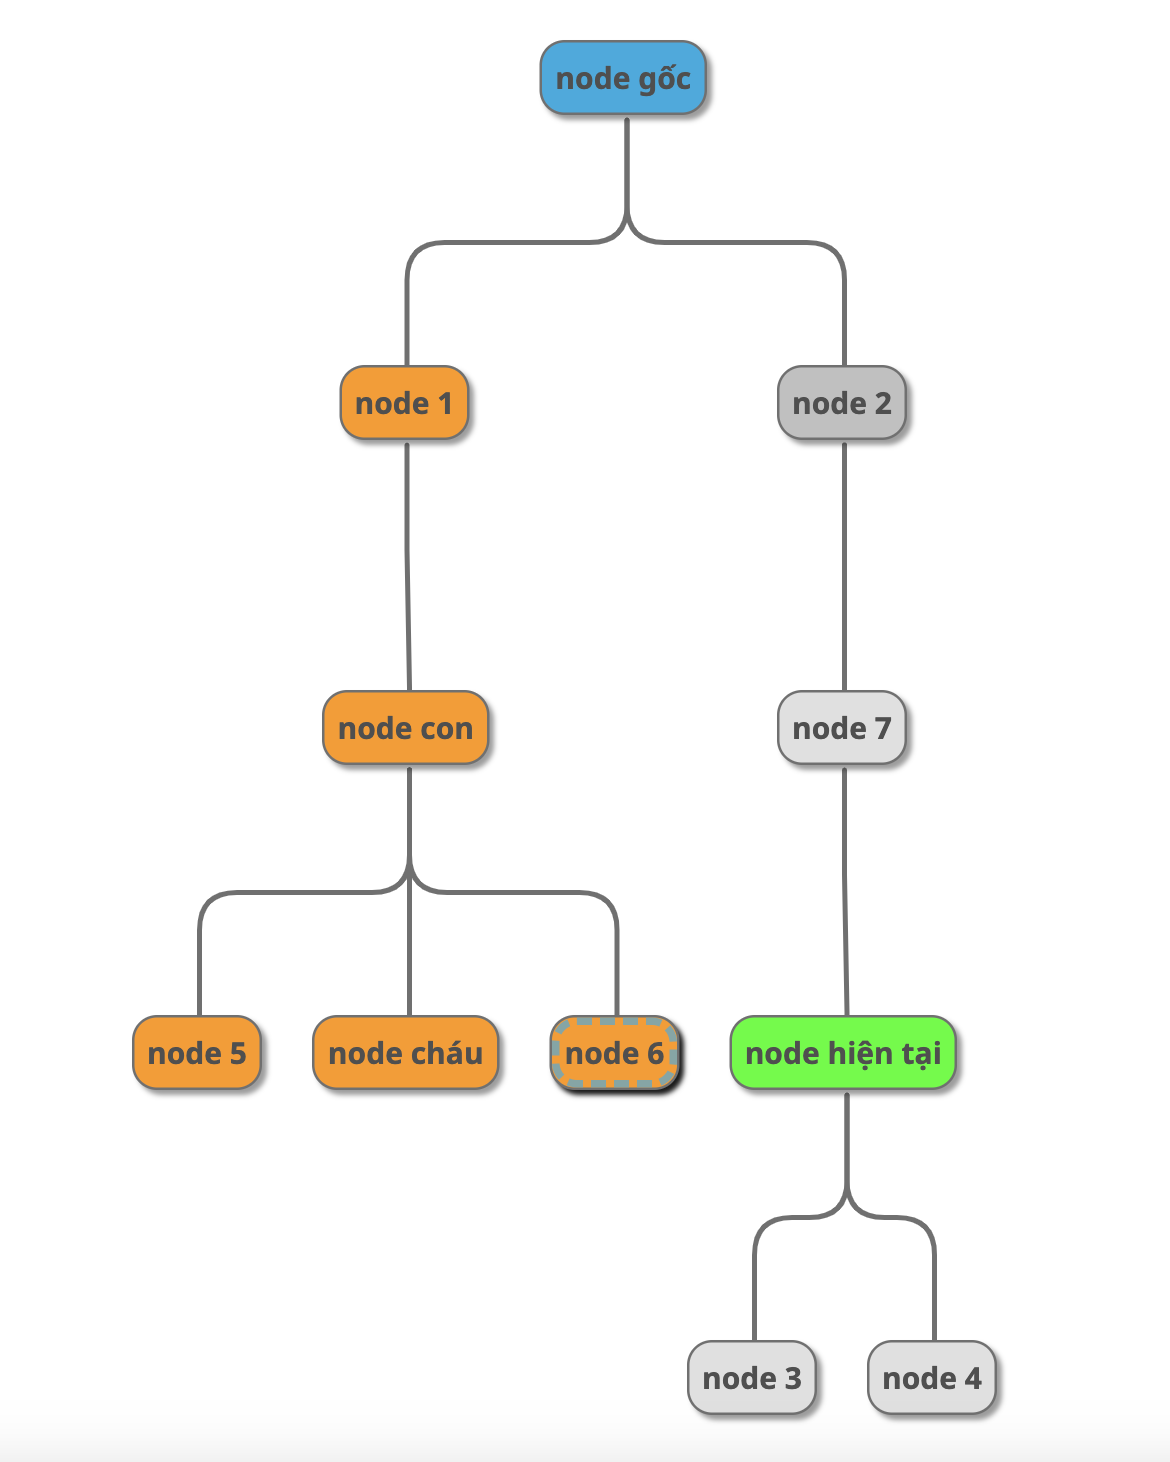 node gốc
node 1
node 2
node con
node 7
node 5
node cháu
node 6
node hiện tại
node 3
node 4